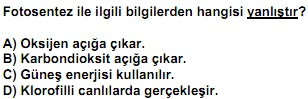 Fotosentez ile ilgili bilgilerden hangisi yanlıştır?
A) Oksijen açığa çıkar.
B) Karbondioksit açığa çıkar.
C) Güneş enerjisi kullanılır.
D) Klorofilli canlılarda gerçekleşir.